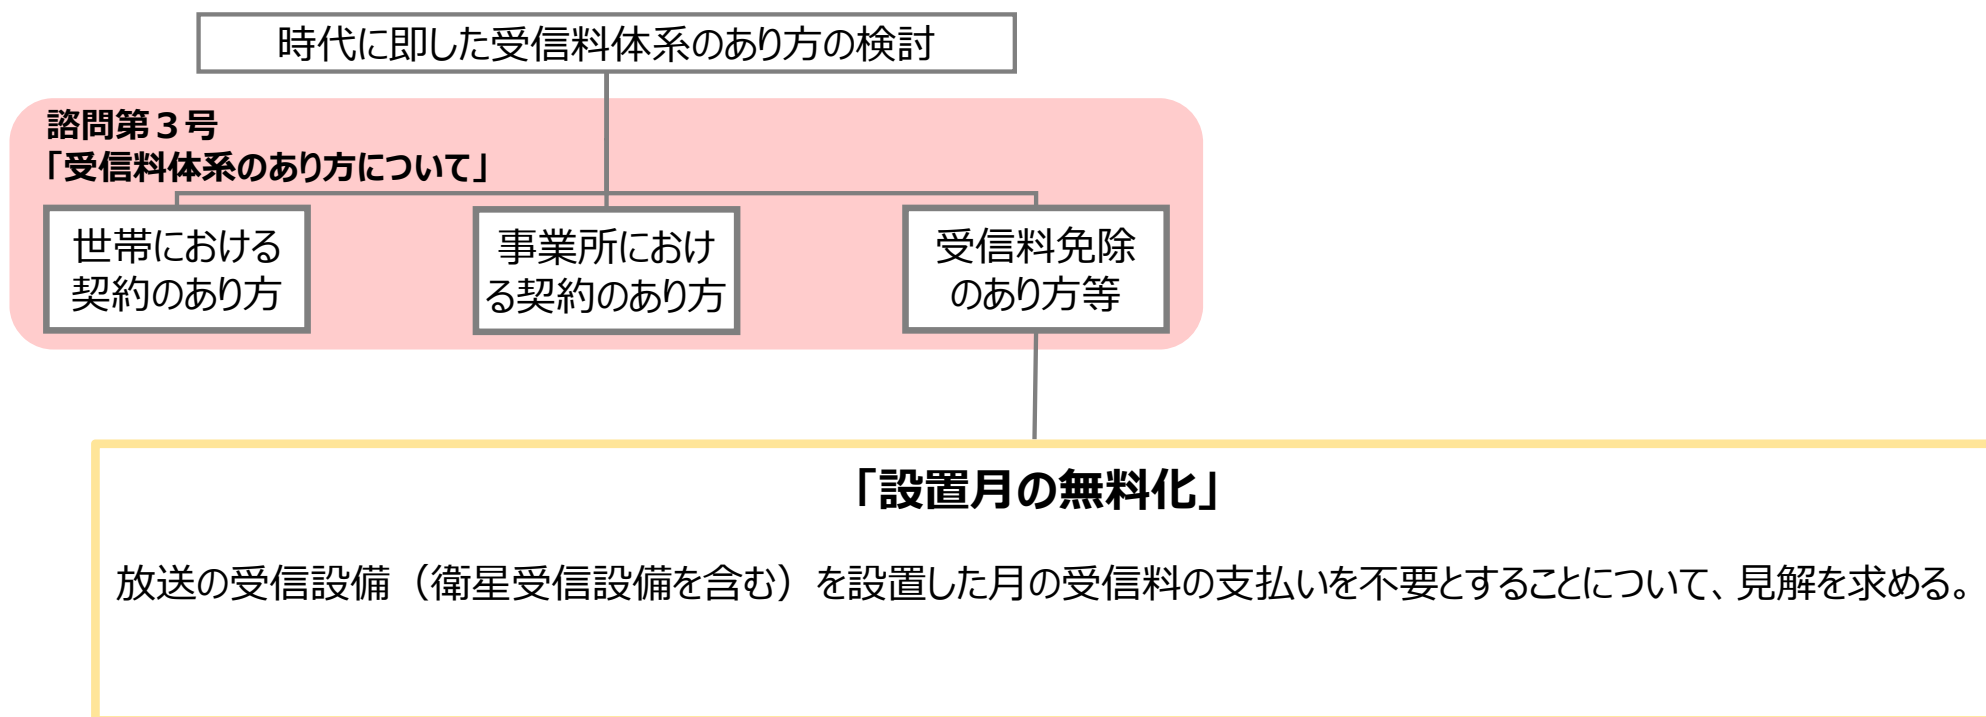 時代に即した受信料体系のあり方の検討
諮問第３号
「受信料体系のあり方について」
世帯における
契約のあり方
事業所におけ
る契約のあり方
受信料免除
のあり方等
「設置月の無料化」
放送の受信設備（衛星受信設備を含む）を設置した月の受信料の支払いを不要とすることについて、見解を求める。